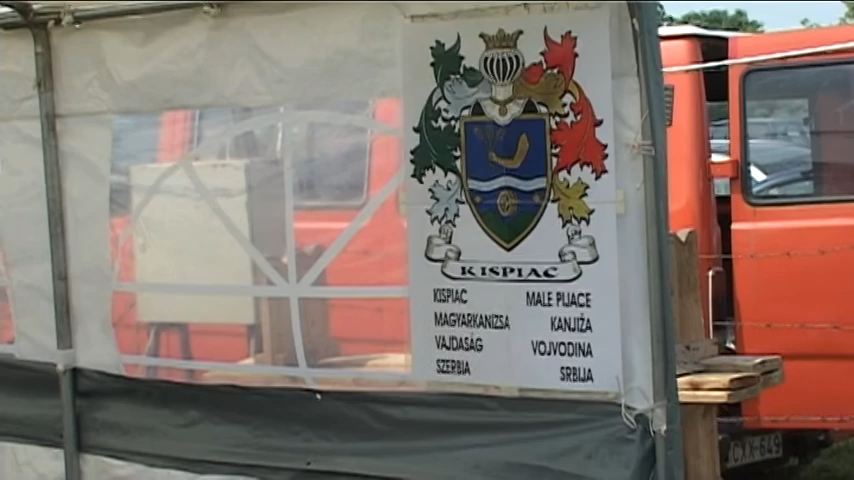 KISPIAC
KISPIAC
MAGYARKANIZSA
VAJDASÁG
SZERBIA
MALE PIJACE
KANJIŽA
VOJVODINA
SRBIJA
CXX-649